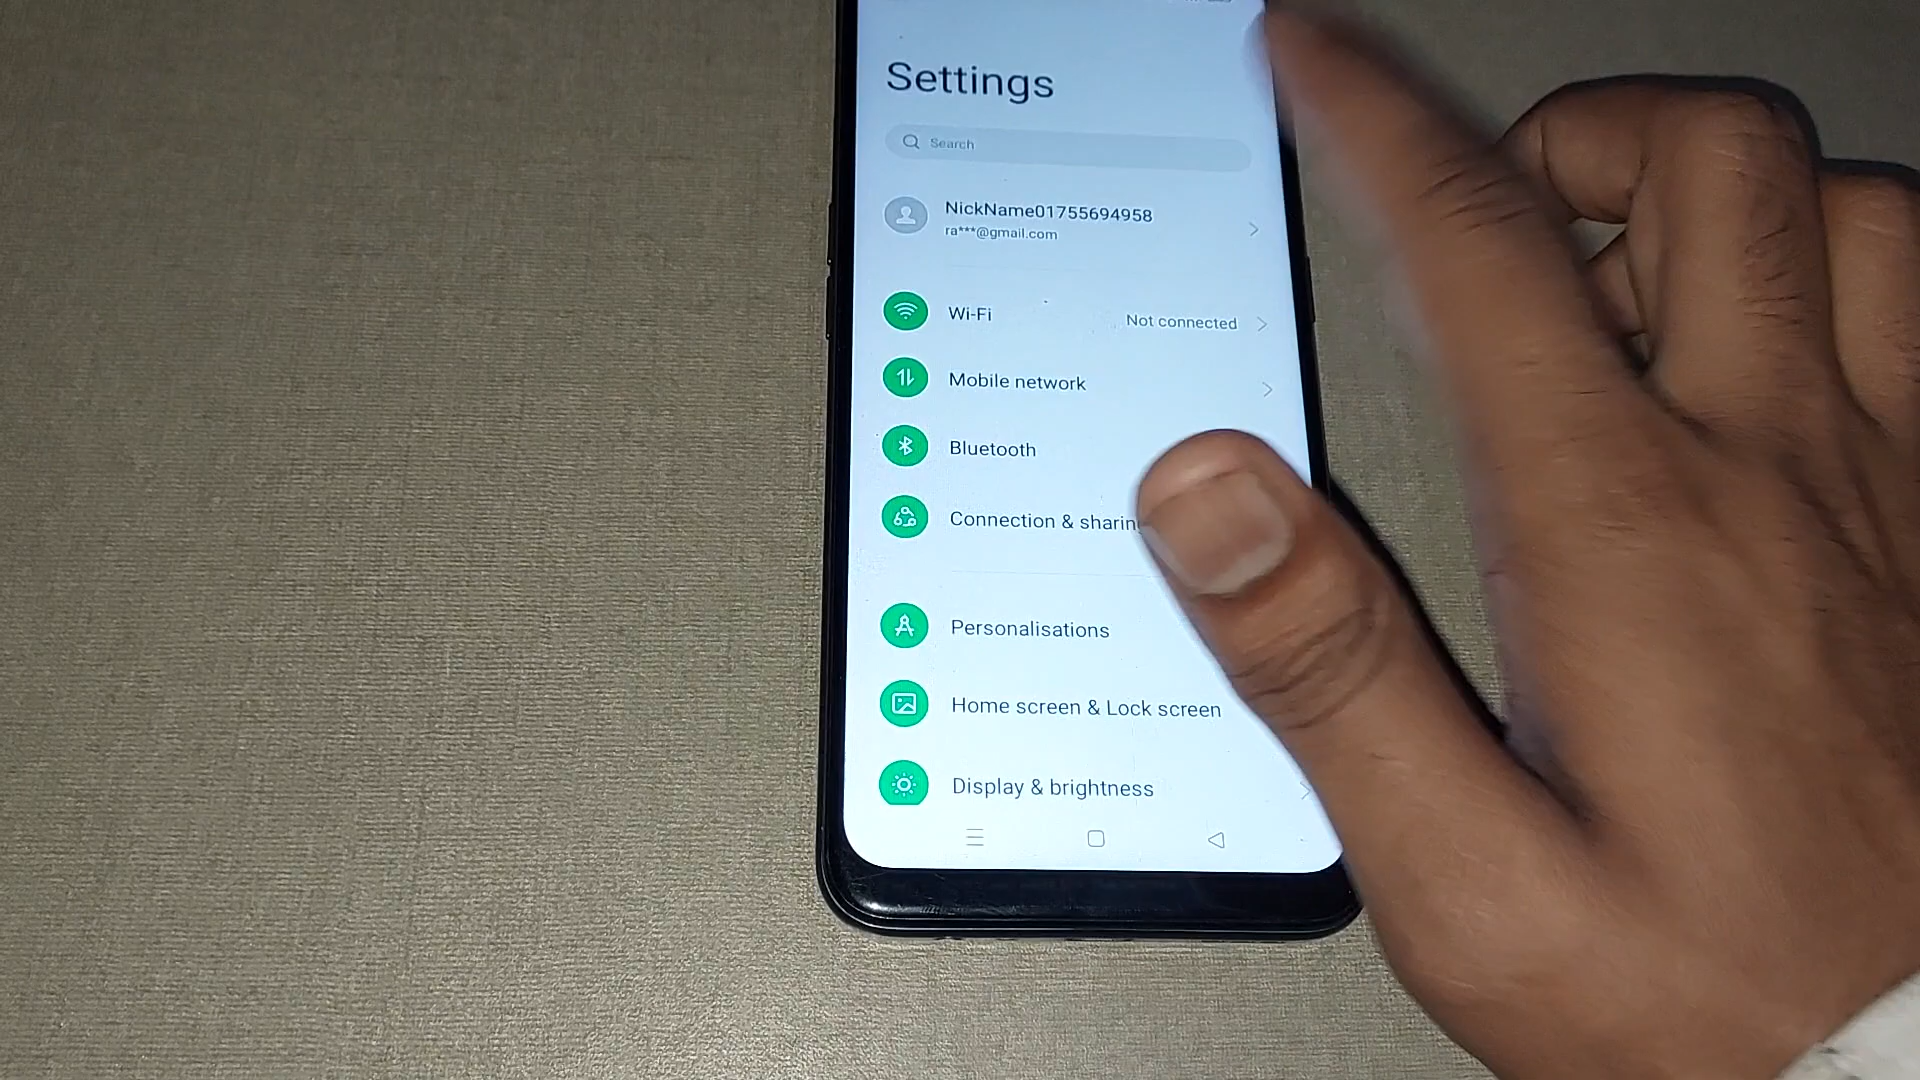 Settings
Search
NickName01755694958
ra***@gmail.com
Wi-Fi Not connected
Mobile network
Bluetooth
Connection & sharing
Personalisations
Home screen & Lock screen
Display & brightness